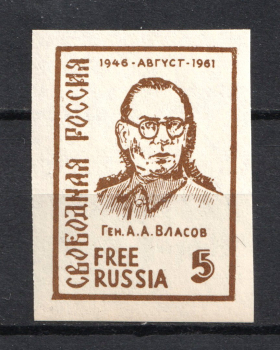 1946 - АВГУСТ - 1961
СВОБОДНАЯ РОССИЯ
Ген. А. А. Власов
FREE
RUSSIA
5